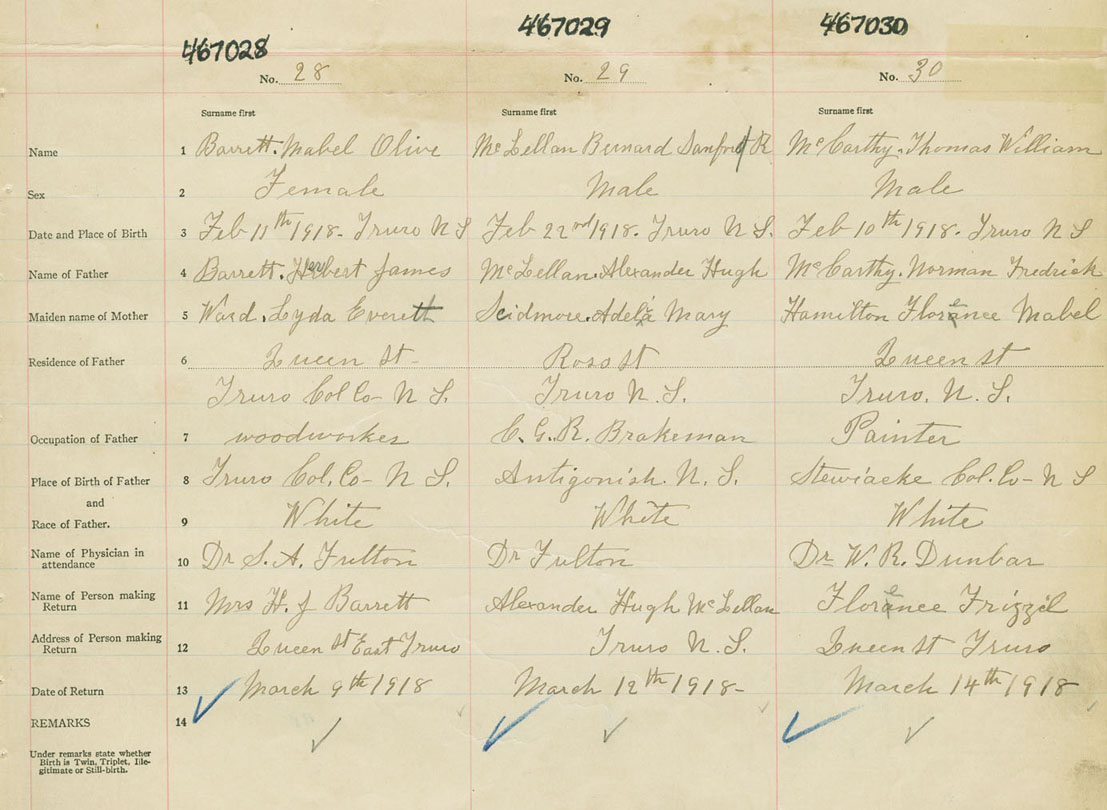 467028 467029 467030
No. 28 No. 29 No. 30
Surname first Surname first Surname first
Name 1 Barrett. Mabel Olive McLellan Bernard Sanford R McCarthy. Thomas William
Sex 2 Female Male Male
Date and Place of Birth 3 Feb 11th 1918. Truro N S Feb 22nd 1918. Truro N.S. Feb 10th 1918. Truro N S
Name of Father 4 Barrett. Herbert James McLellan. Alexander Hugh McCarthy. Norman Fredrick
Maiden name of Mother 5 Ward. Lyda Everett Scidmore. Adela Mary Hamilton Florence Mabel
Residence of Father 6 Queen St- Ross St Queen St
Truro Col Co- N S. Truro N.S. Truro. N.S.
Occupation of Father 7 woodworker C.G.R. Brakeman Painter
Place of Birth of Father 8 Truro Col. Co- N S. Antigonish. N.S. Stewiacke Col. Co- N S
and
Race of Father. 9 White White White
Name of Physician in
attendance 10 Dr S. A. Fulton Dr Fulton Dr W. R. Dunbar
Name of Person making
Return 11 Mrs H. J Barrett Alexander Hugh McLellan Florence Frizzil
Address of Person making
Return 12 Queen St East Truro Truro N.S. Queen St Truro
Date of Return 13 March 9th 1918 March 12th 1918- March 14th 1918
REMARKS 14
Under remarks state whether
Birth is Twin, Triplet, Ille-
gitimate or Still-birth.